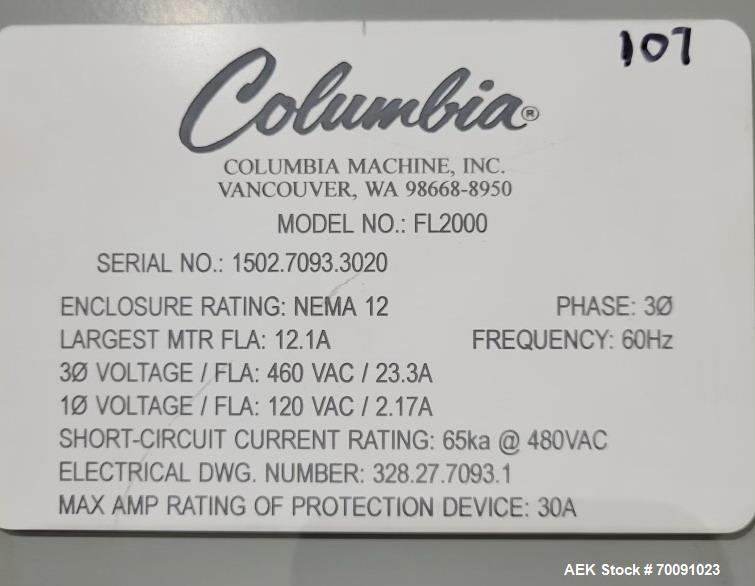 107
Columbia®
COLUMBIA MACHINE, INC.
VANCOUVER, WA 98668-8950
MODEL NO.: FL2000
SERIAL NO.: 1502.7093.3020
ENCLOSURE RATING: NEMA 12 PHASE: 3Ø
LARGEST MTR FLA: 12.1A FREQUENCY: 60Hz
3Ø VOLTAGE / FLA: 460 VAC / 23.3A
1Ø VOLTAGE / FLA: 120 VAC / 2.17A
SHORT-CIRCUIT CURRENT RATING: 65ka @ 480VAC
ELECTRICAL DWG. NUMBER: 328.27.7093.1
MAX AMP RATING OF PROTECTION DEVICE: 30A
AEK Stock # 70091023